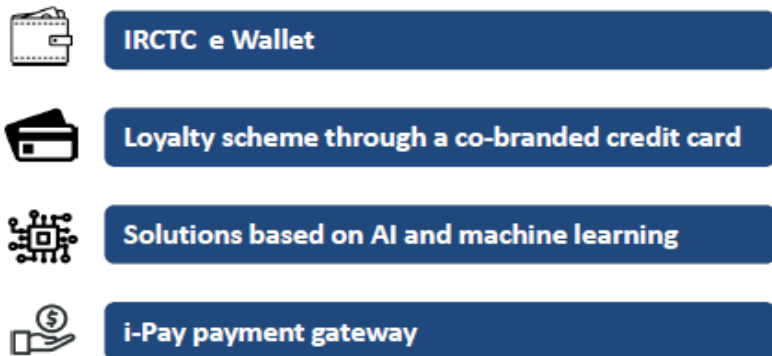 IRCTC e Wallet
Loyalty scheme through a co-branded credit card
Solutions based on AI and machine learning
$
i-Pay payment gateway